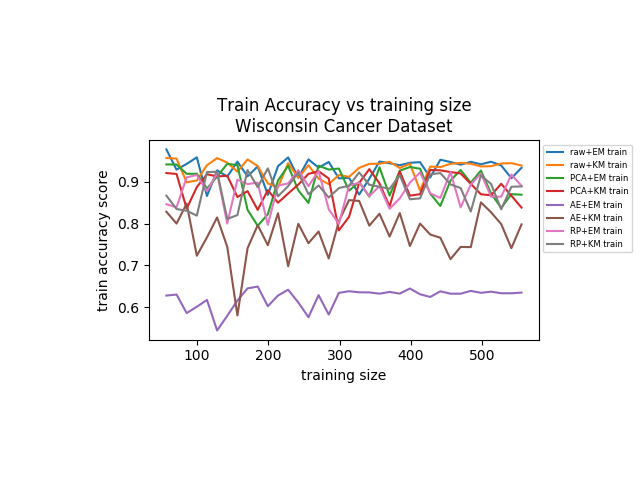 Train Accuracy vs training size
Wisconsin Cancer Dataset
train accuracy score
0.9
0.8
0.7
0.6
100
200
300
400
500
training size
raw+EM train
raw+KM train
PCA+EM train
PCA+KM train
AE+EM train
AE+KM train
RP+EM train
RP+KM train